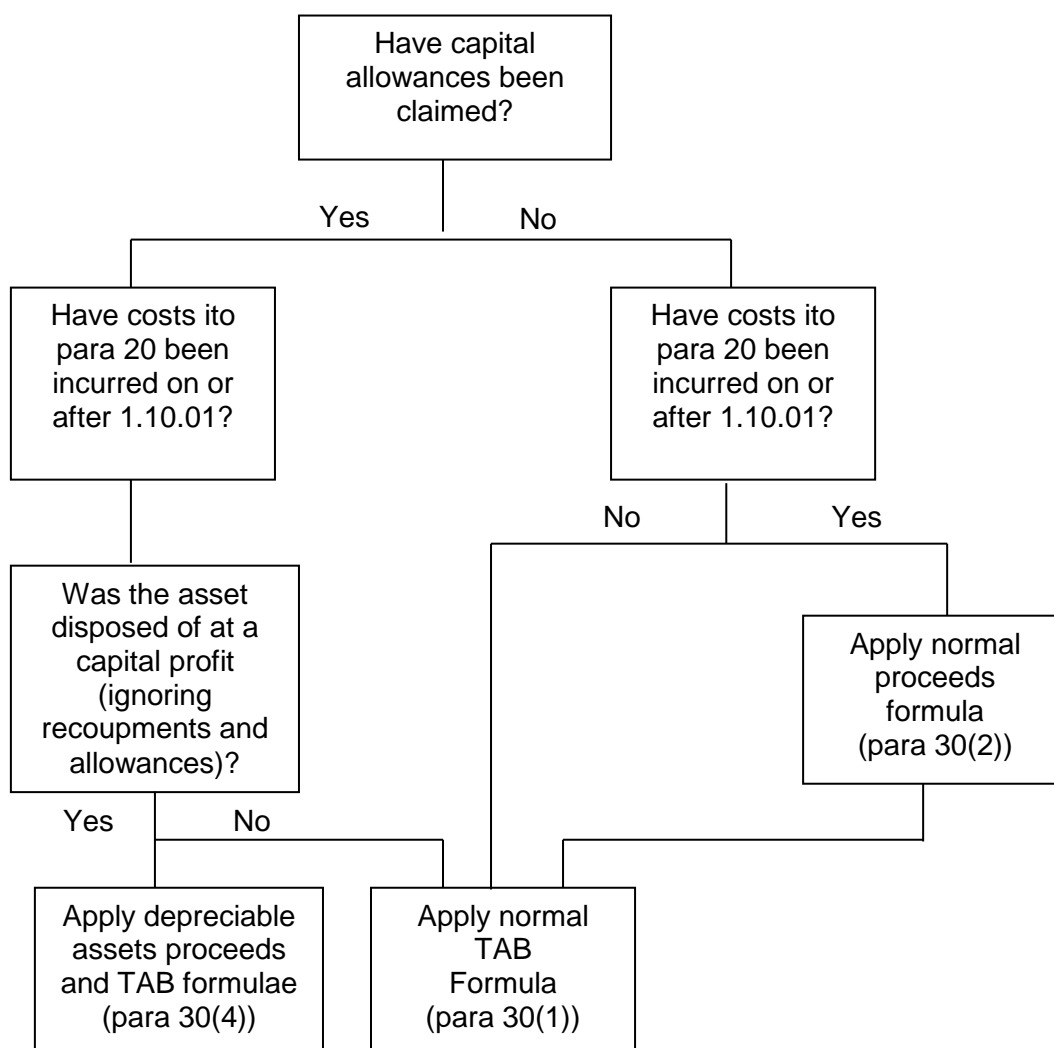 Have capital
allowances been
claimed?
Yes
No
Have costs ito
para 20 been
incurred on or
after 1.10.01?
Have costs ito
para 20 been
incurred on or
after 1.10.01?
No
Yes
Was the asset
disposed of at a
capital profit
(ignoring
recoupments and
allowances)?
Apply normal
proceeds
formula
(para 30(2))
Yes
No
Apply depreciable
assets proceeds
and TAB formulae
(para 30(4))
Apply normal
TAB
Formula
(para 30(1))